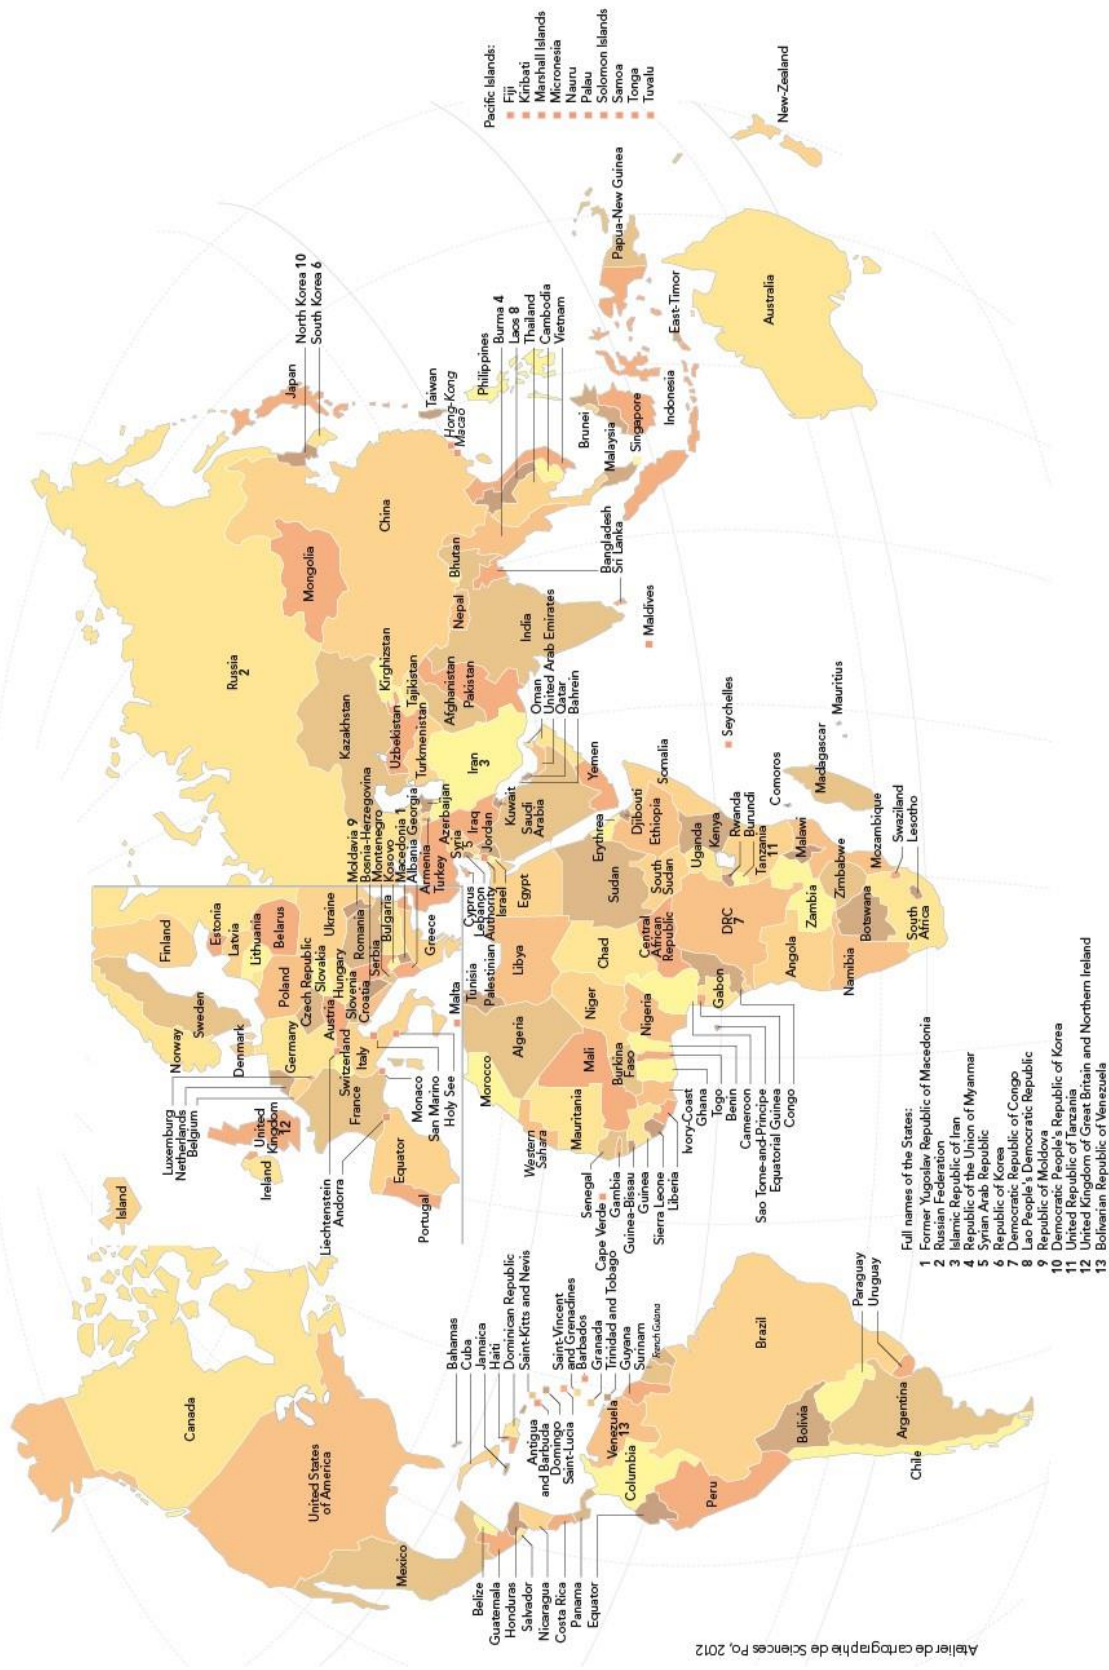 Canada
United States
of America
Mexico
Belize
Guatemala
Honduras
Salvador
Nicaragua
Costa Rica
Panama
Equator
Bahamas
Cuba
Jamaica
Haiti
Dominican Republic
Saint-Kitts and Nevis
Antigua
and Barbuda
Domingo
Saint-Lucia
Saint-Vincent
and Grenadines
Barbados
Granada
Trinidad and Tobago
Guyana
Surinam
French Guiana
Venezuela
13
Columbia
Peru
Brazil
Bolivia
Paraguay
Uruguay
Argentina
Chile
Island
Norway
Sweden
Finland
Denmark
Estonia
Latvia
Lithuania
Belarus
Poland
Germany
Czech Republic
Slovakia
Ukraine
Hungary
Romania
Austria
Slovenia
Croatia
Serbia
Bulgaria
Switzerland
Italy
France
Luxemburg
Netherlands
Belgium
United
Kingdom
12
Ireland
Liechtenstein
Andorra
Equator
Portugal
Monaco
San Marino
Holy See
Malta
Greece
Moldavia 9
Bosnia-Herzegovina
Montenegro
Kosovo
Macedonia 1
Albania
Georgia
Armenia
Azerbaijan
Turkey
Syria
5
Iraq
Jordan
Cyprus
Lebanon
Palestinian Authority
Israel
Kuwait
Saudi
Arabia
Yemen
Oman
United Arab Emirates
Qatar
Bahrein
Iran
3
Russia
2
Kazakhstan
Uzbekistan
Turkmenistan
Kirghizstan
Tajikistan
Afghanistan
Pakistan
India
Nepal
Bhutan
Bangladesh
Sri Lanka
Maldives
Mongolia
China
Japan
North Korea 10
South Korea 6
Taiwan
Hong-Kong
Macao
Philippines
Burma 4
Laos 8
Thailand
Cambodia
Vietnam
Brunei
Malaysia
Singapore
Indonesia
East-Timor
Papua-New Guinea
Australia
New-Zealand
Pacific Islands:
Fiji
Kiribati
Marshall Islands
Micronesia
Nauru
Palau
Solomon Islands
Samoa
Tonga
Tuvalu
Morocco
Algeria
Tunisia
Libya
Egypt
Western
Sahara
Mauritania
Mali
Niger
Chad
Sudan
Erythrea
Djibouti
Ethiopia
Somalia
South
Sudan
Central
African
Republic
Nigeria
Burkina
Faso
Senegal
Cape Verde
Gambia
Guinea-Bissau
Guinea
Sierra Leone
Liberia
Ivory-Coast
Ghana
Togo
Benin
Cameroon
Sao Tome-and-Principe
Equatorial Guinea
Congo
Gabon
DRC
7
Uganda
Kenya
Rwanda
Burundi
Tanzania
11
Seychelles
Comoros
Mauritius
Madagascar
Malawi
Mozambique
Zambia
Zimbabwe
Angola
Namibia
Botswana
South
Africa
Swaziland
Lesotho
Full names of the States:
1 Former Yugoslav Republic of Macedonia
2 Russian Federation
3 Islamic Republic of Iran
4 Republic of the Union of Myanmar
5 Syrian Arab Republic
6 Republic of Korea
7 Democratic Republic of Congo
8 Lao People's Democratic Republic
9 Republic of Moldova
10 Democratic People's Republic of Korea
11 United Republic of Tanzania
12 United Kingdom of Great Britain and Northern Ireland
13 Bolivarian Republic of Venezuela
Atelier de cartographie de Sciences Po, 2012